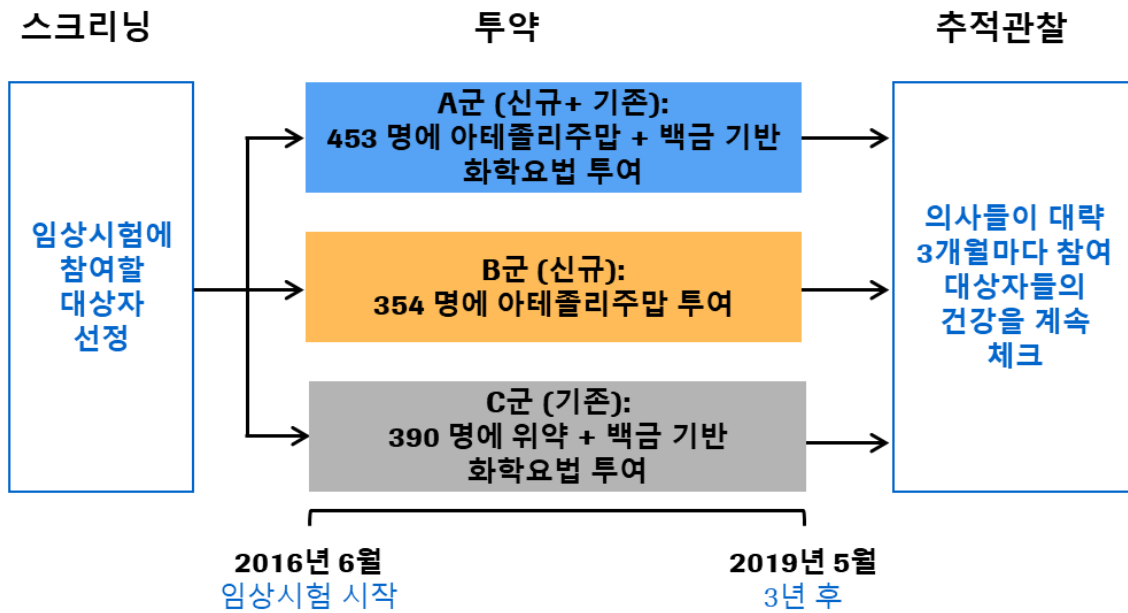 스크리닝
투약
추적관찰
임상시험에
참여할
대상자
선정
A군 (신규+ 기존):
453 명에 아테졸리주맙 + 백금 기반
화학요법 투여
B군 (신규):
354 명에 아테졸리주맙 투여
C군 (기존):
390 명에 위약 + 백금 기반
화학요법 투여
의사들이 대략
3개월마다 참여
대상자들의
건강을 계속
체크
2016년 6월
임상시험 시작
2019년 5월
3년 후